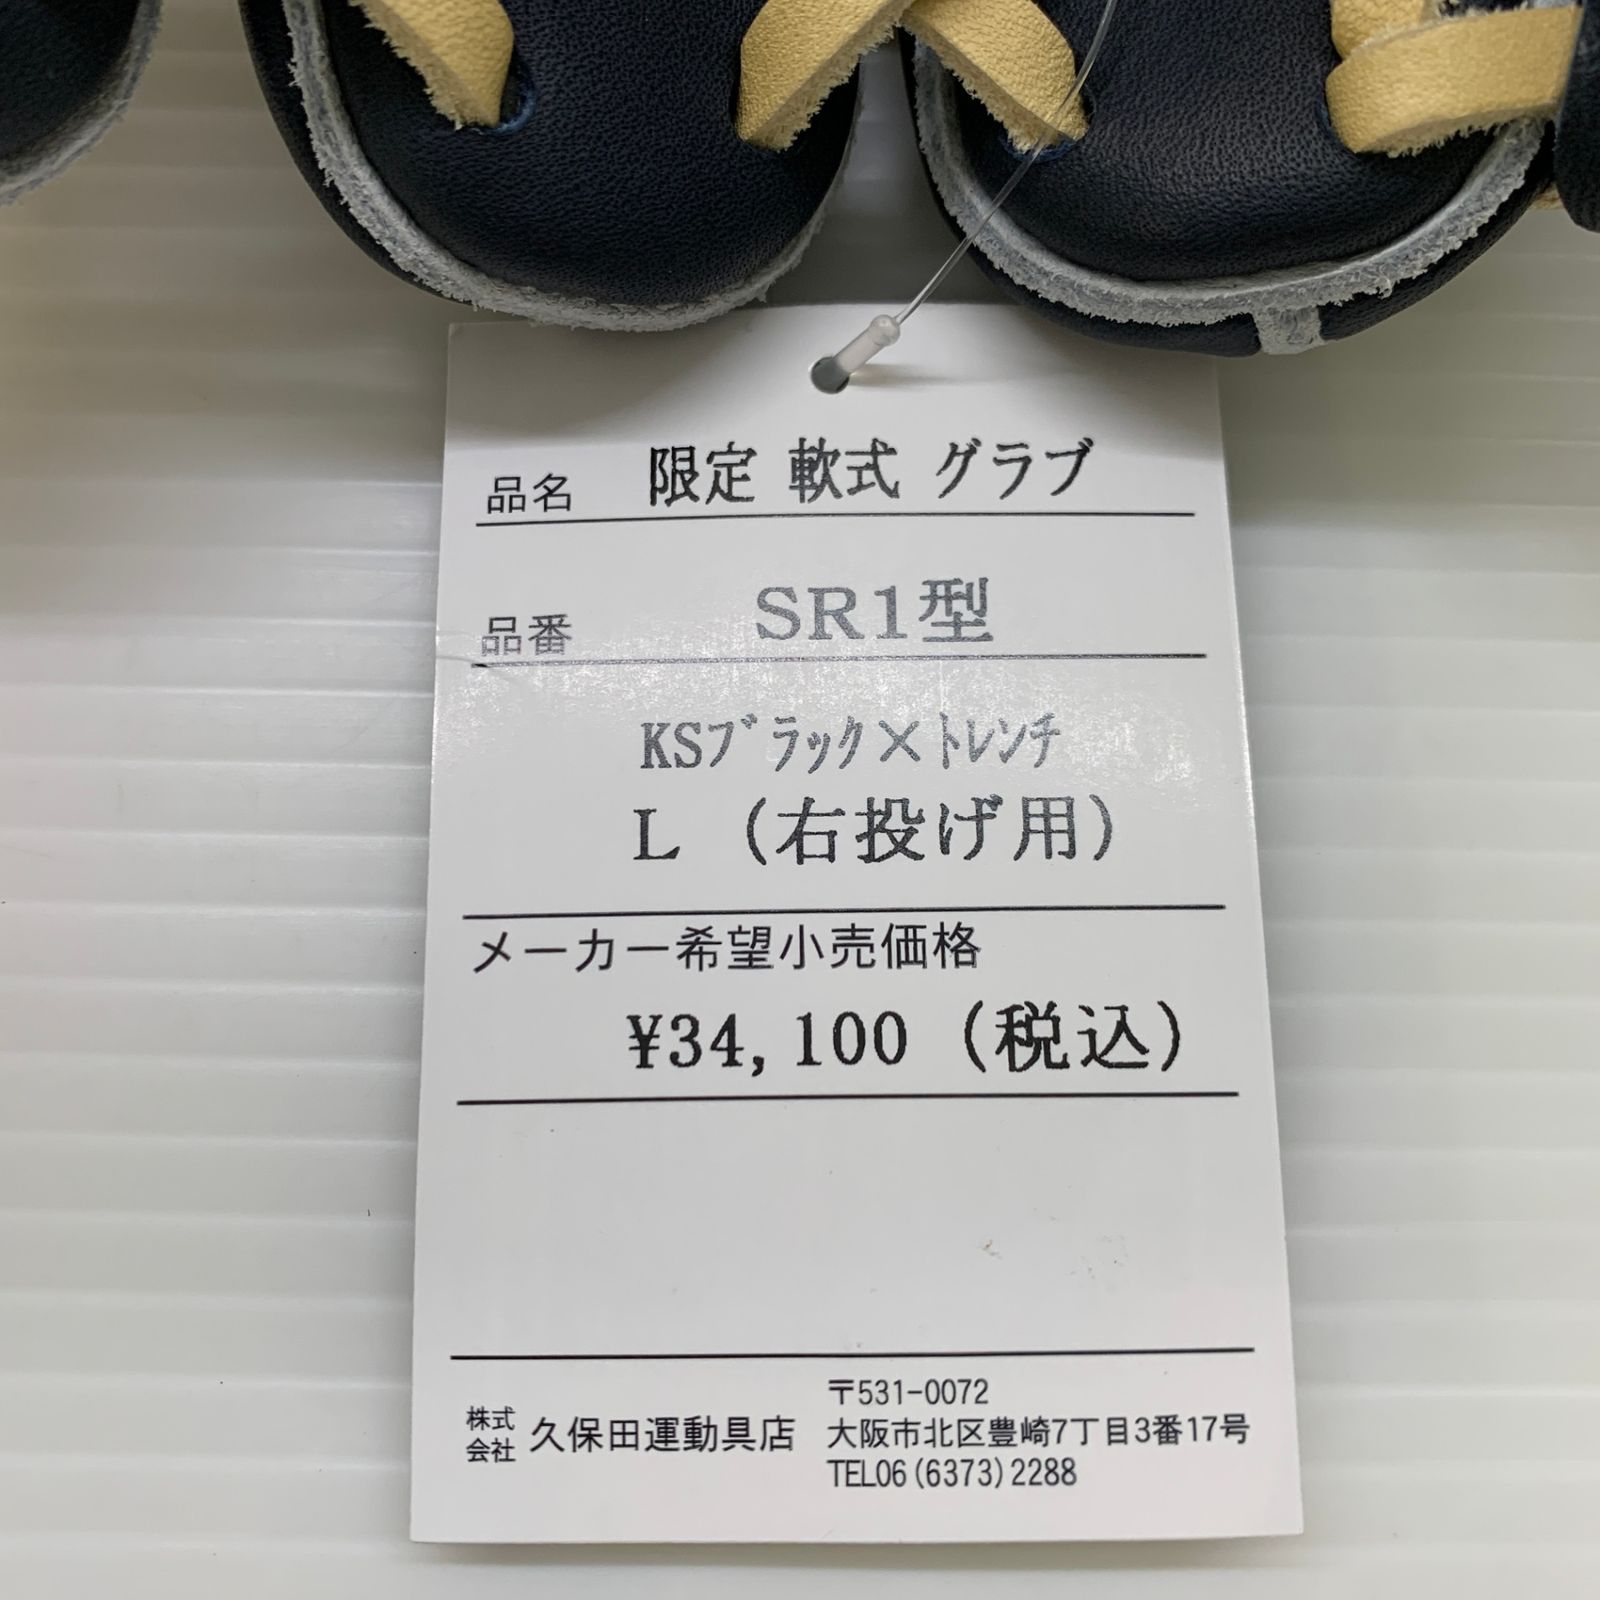 品名 限定 軟式 グラブ
品番 SR1型
KSﾌﾞﾗｯｸ×ﾄﾚﾝﾁ
L (右投げ用)
メーカー希望小売価格
¥34,100 (税込)
株式会社 久保田運動具店
〒531-0072
大阪市北区豊崎7丁目3番17号
TEL06(6373)2288